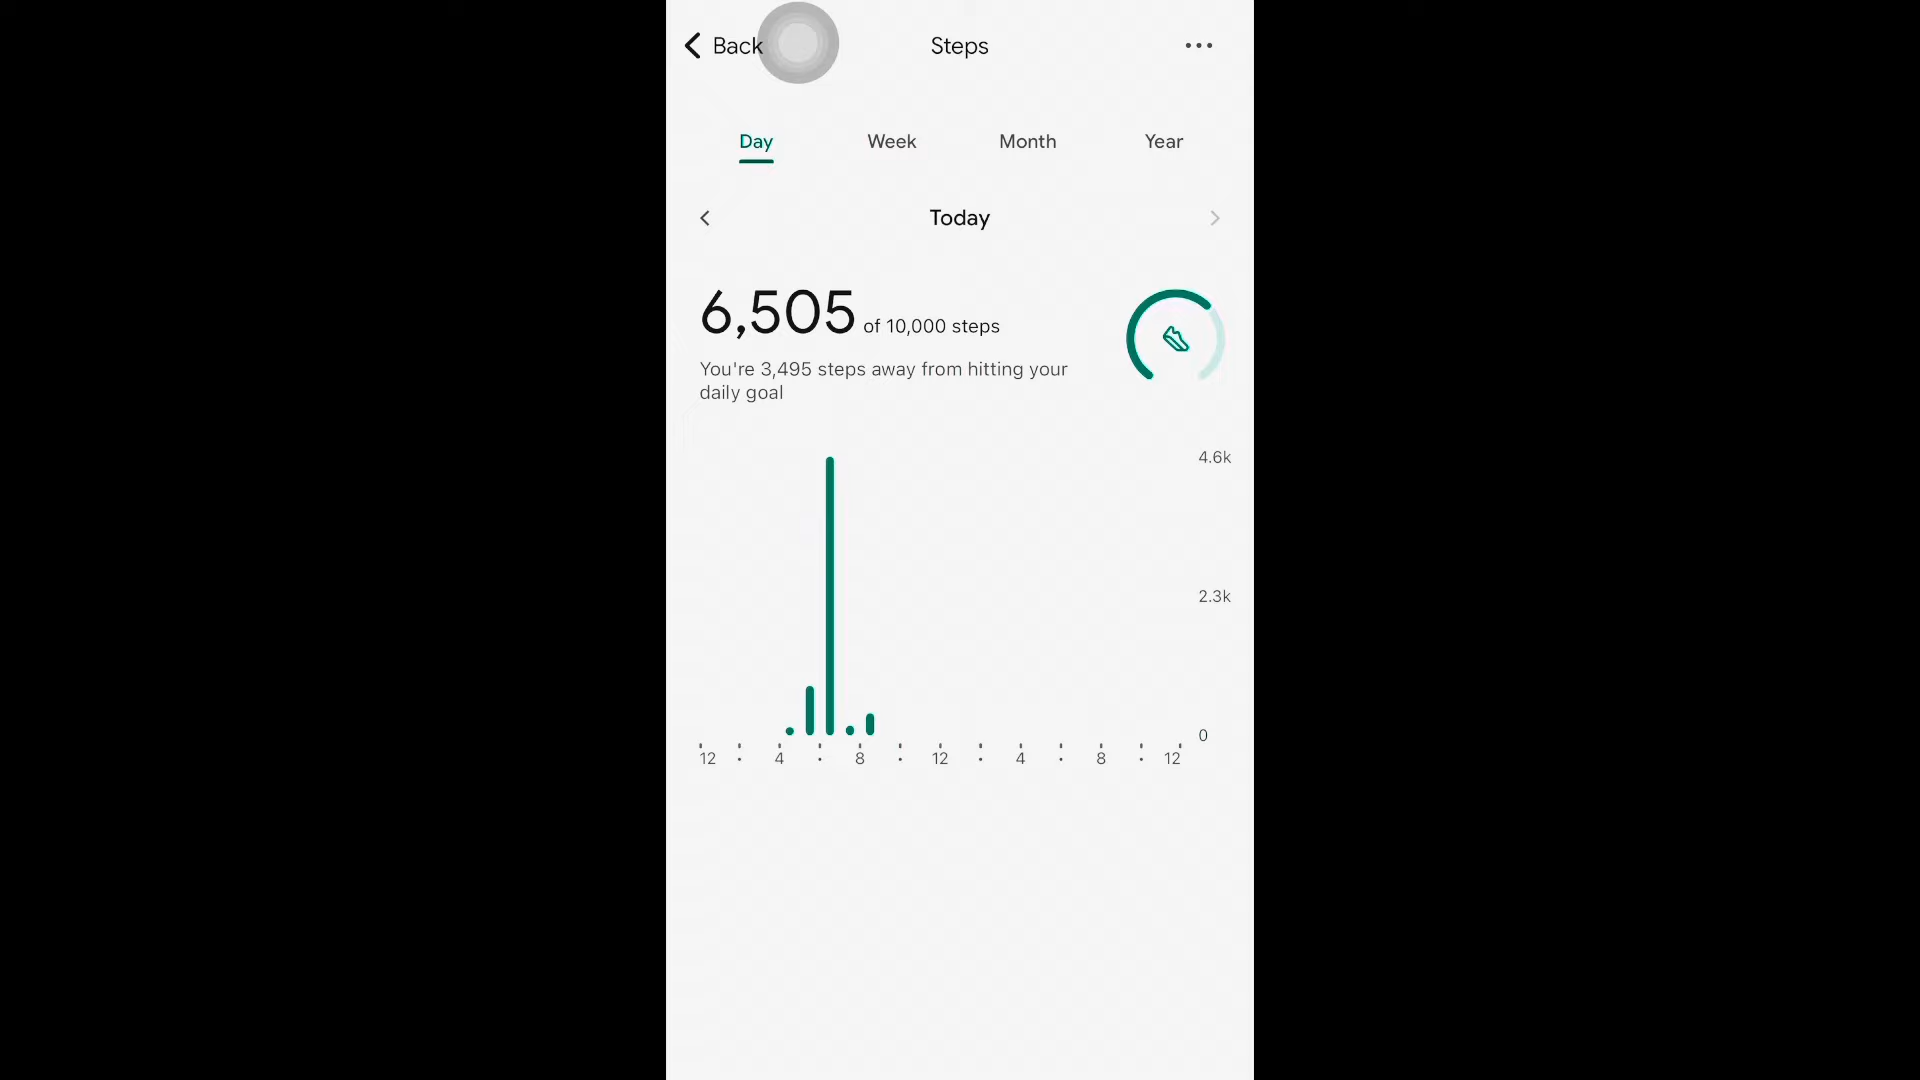 Back
Steps
Day
Week
Month
Year
Today
6,505 of 10,000 steps
You're 3,495 steps away from hitting your
daily goal
4.6k
2.3k
0
12 4 8 12 4 8 12